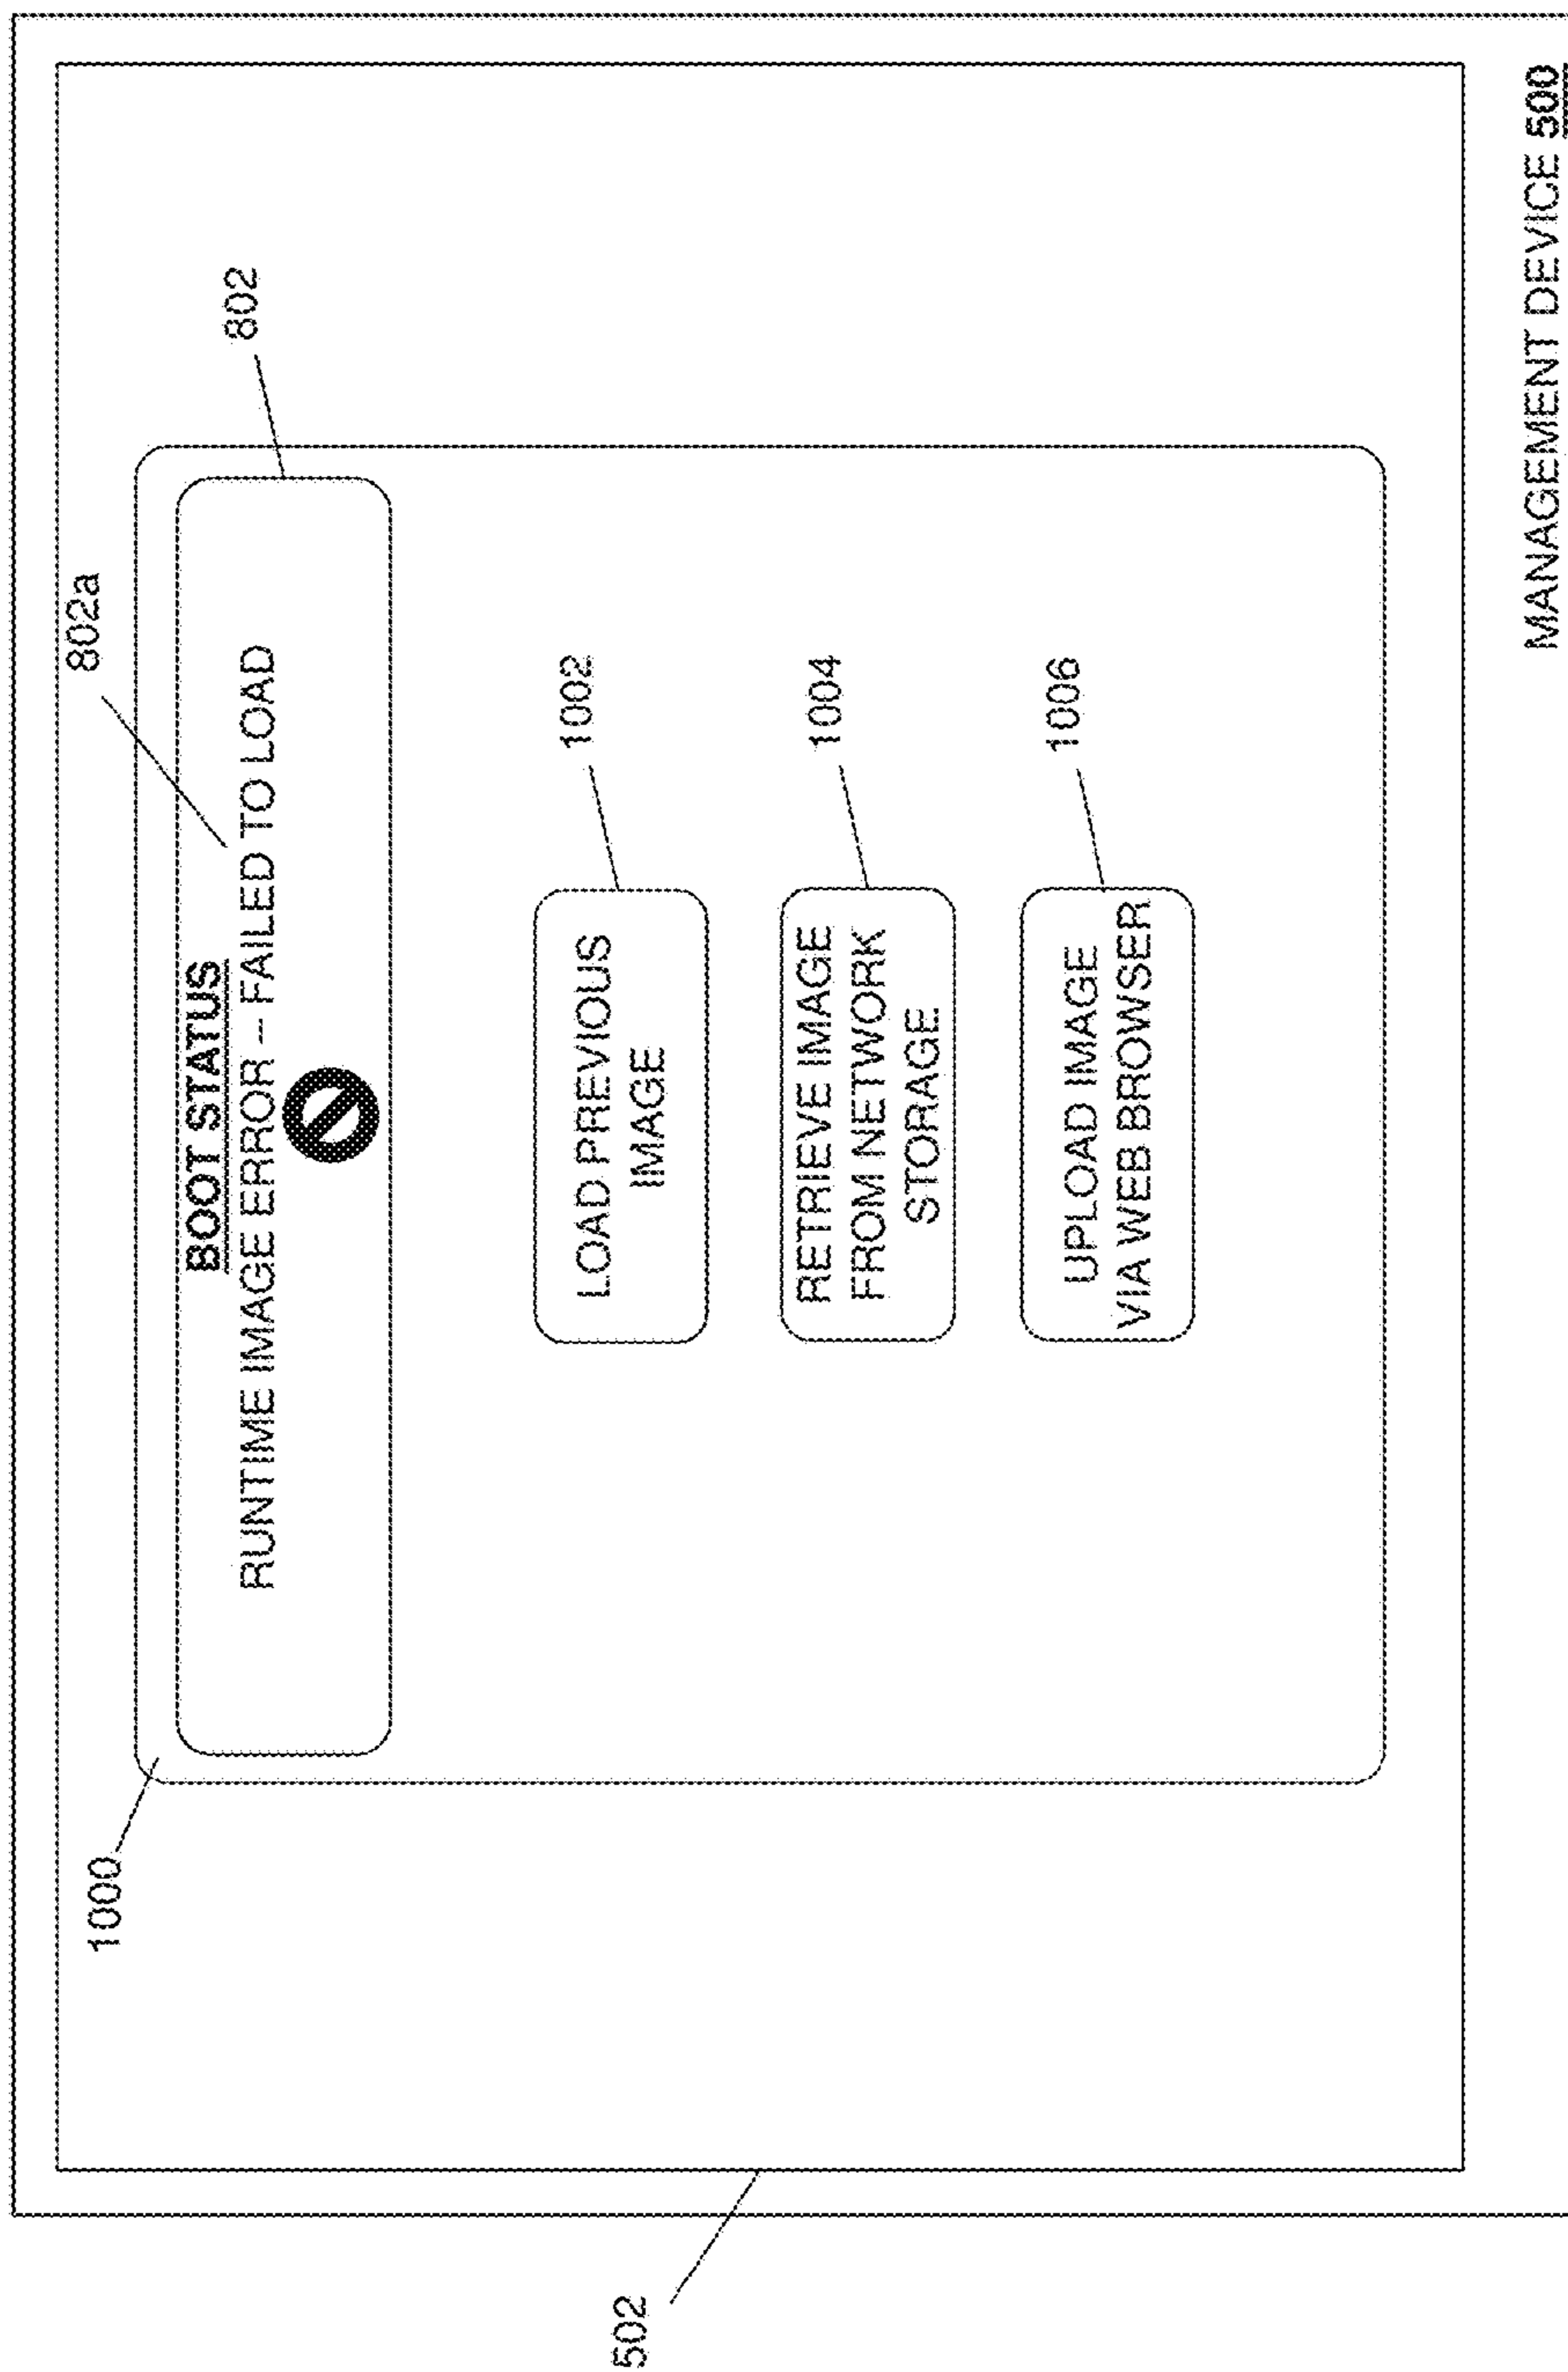 802a
802
1000
BOOT STATUS
RUNTIME IMAGE ERROR – FAILED TO LOAD
1002
LOAD PREVIOUS
IMAGE
1004
RETRIEVE IMAGE
FROM NETWORK
STORAGE
1006
UPLOAD IMAGE
VIA WEB BROWSER
502
MANAGEMENT DEVICE 500